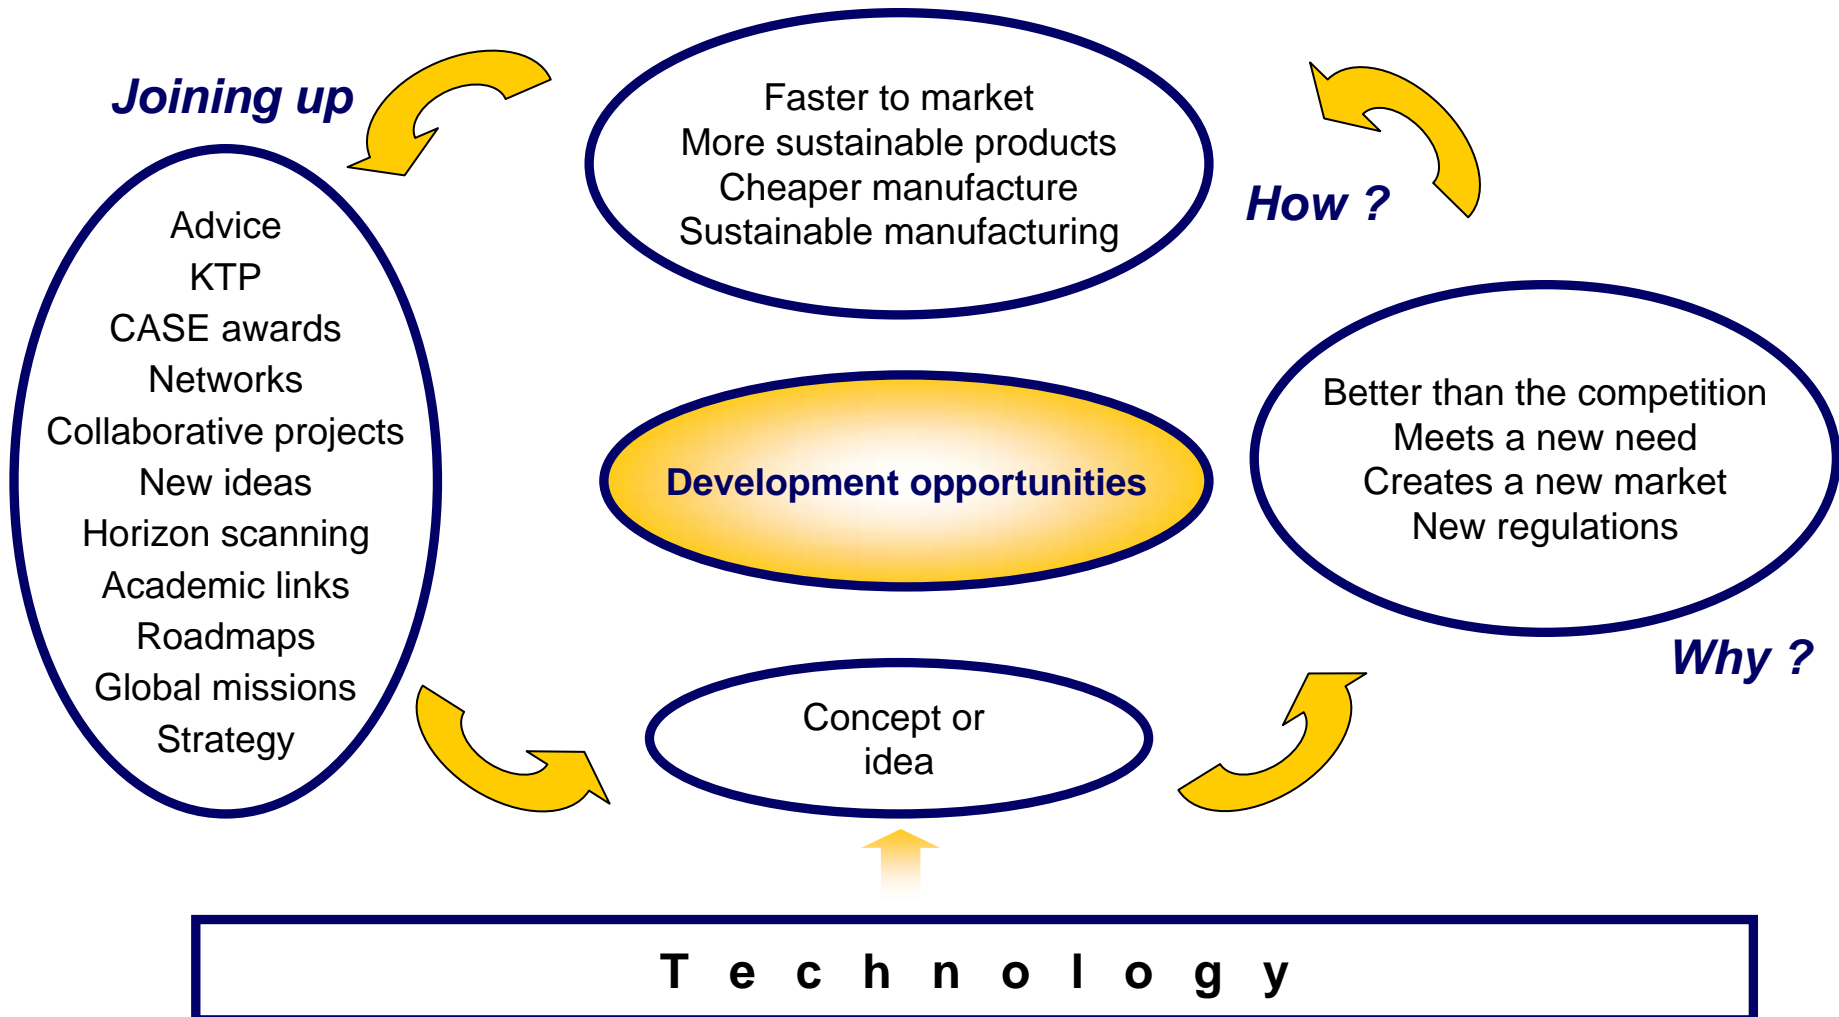 Joining up
Faster to market
More sustainable products
Cheaper manufacture
Sustainable manufacturing
How ?
Advice
KTP
CASE awards
Networks
Collaborative projects
New ideas
Horizon scanning
Academic links
Roadmaps
Global missions
Strategy
Development opportunities
Better than the competition
Meets a new need
Creates a new market
New regulations
Why ?
Concept or
idea
T e c h n o l o g y